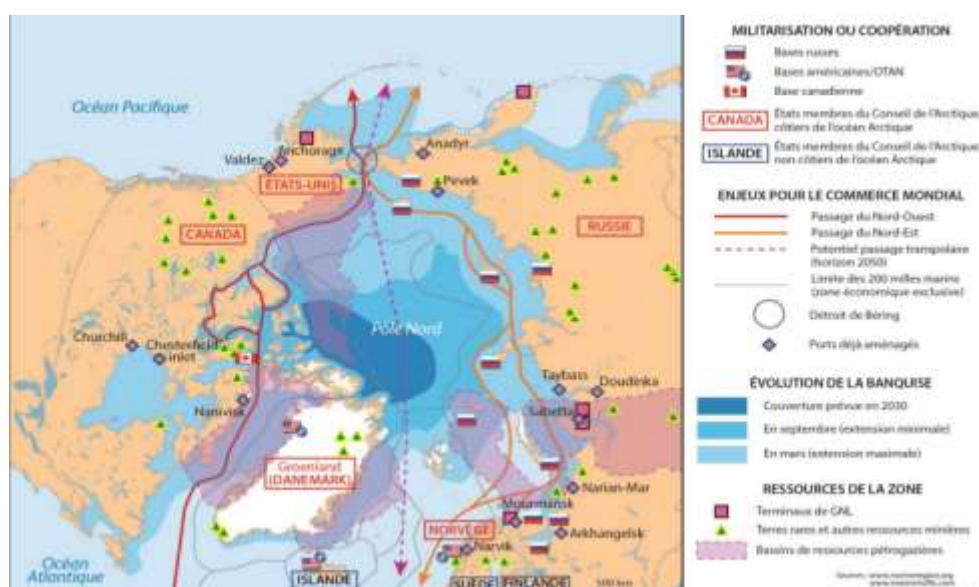 Océan Pacifique
Valdez
Anchorage
Anadyr
Pevek
ÉTATS-UNIS
CANADA
RUSSIE
Pôle Nord
Churchill
Chesterfield
inlet
Nanivisk
Taybass
Doudinka
Sabetta
Groenland
(DANEMARK)
Narian-Mar
Mourmansk
NORVÈGE
Arkhangelsk
Narvik
Océan
Atlantique
ISLANDE
SUÈDE
FINLANDE
500 km
MILITARISATION OU COOPÉRATION
Bases russes
Bases américaines/OTAN
Base canadienne
CANADA
États membres du Conseil de l'Arctique,
côtiers de l'océan Arctique
ISLANDE
États membres du Conseil de l'Arctique,
non côtiers de l'océan Arctique
ENJEUX POUR LE COMMERCE MONDIAL
Passage du Nord-Ouest
Passage du Nord-Est
Potentiel passage transpolaire
(horizon 2050)
Limite des 200 milles marins
(zone économique exclusive)
Détroit de Béring
Ports déjà aménagés
ÉVOLUTION DE LA BANQUISE
Couverture prévue en 2030
En septembre (extension minimale)
En mars (extension maximale)
RESSOURCES DE LA ZONE
Terminaux de GNL
Terres rares et autres ressources minières
Bassins de ressources pétrogazières